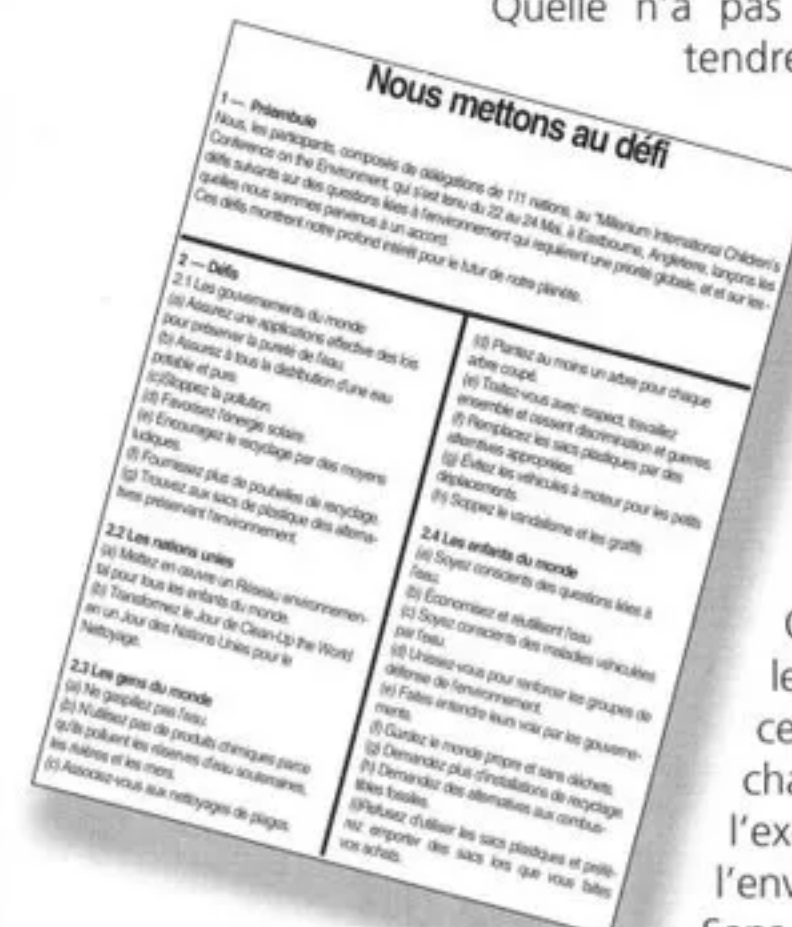 Quelle n'a pas
tendre
Nous mettons au défi
1 — Préambule
Nous, les participants, composés de délégations de 111 nations, au "Millenium International Children's
Conference on the Environment, qui s'est tenu du 22 au 24 Mai, à Eastbourne, Angleterre, lançons les
défis suivants sur des questions liées à l'environnement qui requièrent une priorité globale, et et sur les-
quelles nous sommes parvenus à un accord.
Ces défis montrent notre profond intérêt pour le futur de notre planète.
2 — Défis
2.1 Les gouvernements du monde
(a) Assurez une applications effective des lois
pour préserver la pureté de l'eau.
(b) Assurez à tous la distribution d'une eau
potable et pure.
(c)Stoppez la pollution.
(d) Favorisez l'énergie solaire.
(e) Encouragez le recyclage par des moyens
ludiques.
(f) Fournissez plus de poubelles de recyclage.
(g) Trouvez aux sacs de plastique des alterna-
tives préservant l'environnement.
2.2 Les nations unies
(a) Mettez en œuvre un Réseau environnemen-
tal pour tous les enfants du monde.
(b) Transformez le Jour de Clean-Up the World
en un Jour des Nations Unies pour le
Nettoyage.
2.3 Les gens du monde
(a) Ne gaspillez pas l'eau.
(b) N'utilisez pas de produits chimiques parce
qu'ils polluent les réserves d'eau souterraines,
les rivières et les mers.
(c) Associez-vous aux nettoyages de plages.
(d) Plantez au moins un arbre pour chaque
arbre coupé.
(e) Traitez-vous avec respect, travaillez
ensemble et cessent discrimination et guerres.
(f) Remplacez les sacs plastiques par des
alternatives appropriées.
(g) Évitez les véhicules à moteur pour les petits
déplacements.
(h) Soppez le vandalisme et les graffitis
2.4 Les enfants du monde
(a) Soyez conscients des questions liées à
l'eau.
(b) Économisez et réutilisent l'eau
(c) Soyez conscients des maladies véhiculées
par l'eau.
(d) Unissez-vous pour renforcer les groupes de
défense de l'environnement.
(e) Faites entendre leurs voix par les gouverne-
ments.
(f) Gardez le monde propre et sans déchets.
(g) Demandez plus d'installations de recyclage.
(h) Demandez des alternatives aux combus-
tibles fossiles.
(i)Refusez d'utiliser les sacs plastiques et préfé-
rez emporter des sacs lors que vous faites
vos achats.
le
ce
cha
l'ex
l'env